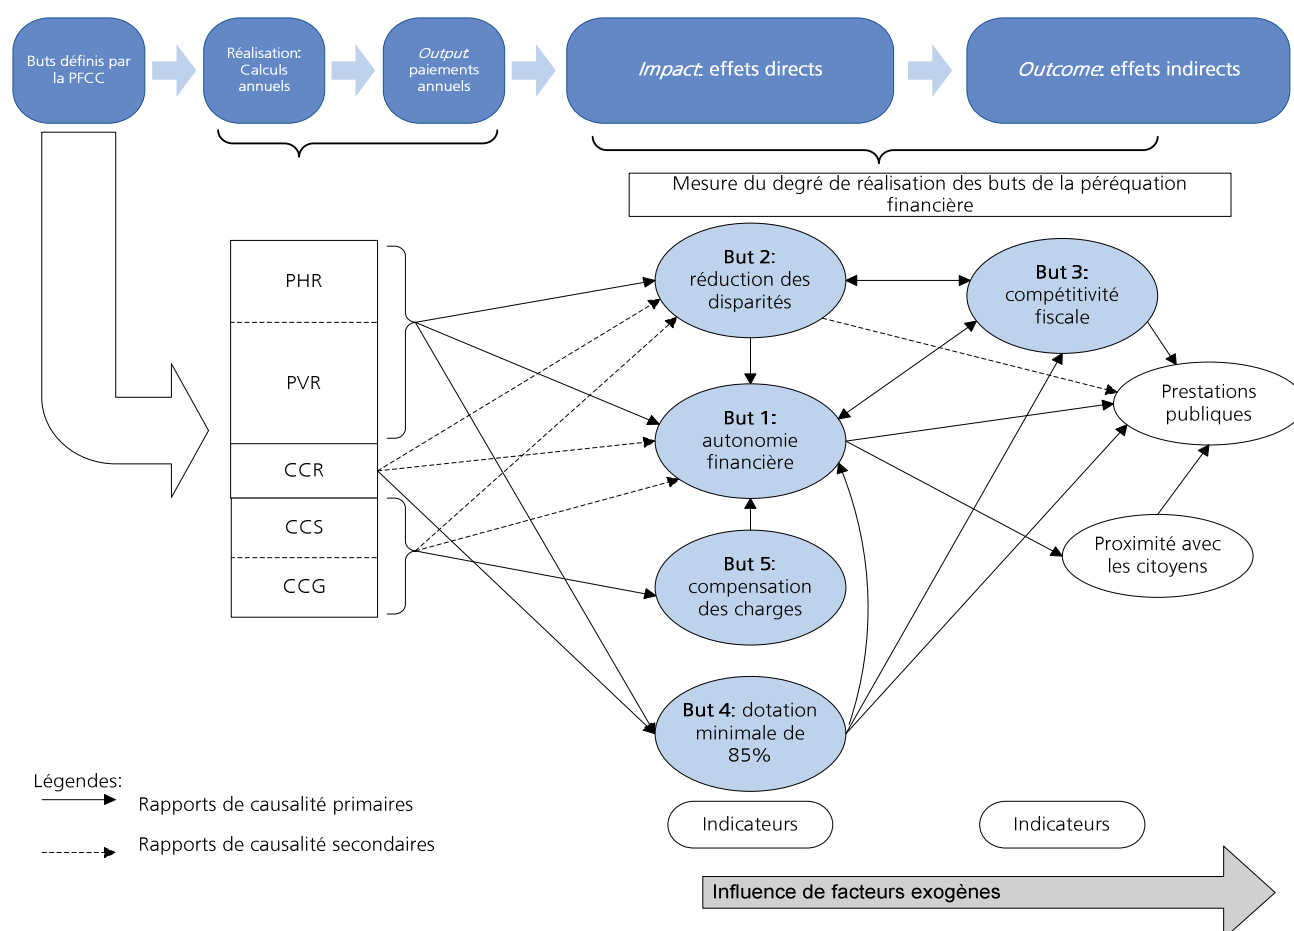 Buts définis par
la PFCC
Réalisation:
Calculs
annuels
Output:
paiements
annuels
Impact: effets directs
Outcome: effets indirects
Mesure du degré de réalisation des buts de la péréquation
financière
PHR
PVR
CCR
CCS
CCG
But 2:
réduction des
disparités
But 3:
compétitivité
fiscale
But 1:
autonomie
financière
Prestations
publiques
But 5:
compensation
des charges
Proximité avec
les citoyens
But 4: dotation
minimale de
85%
Légendes:
Rapports de causalité primaires
Rapports de causalité secondaires
Indicateurs
Indicateurs
Influence de facteurs exogènes